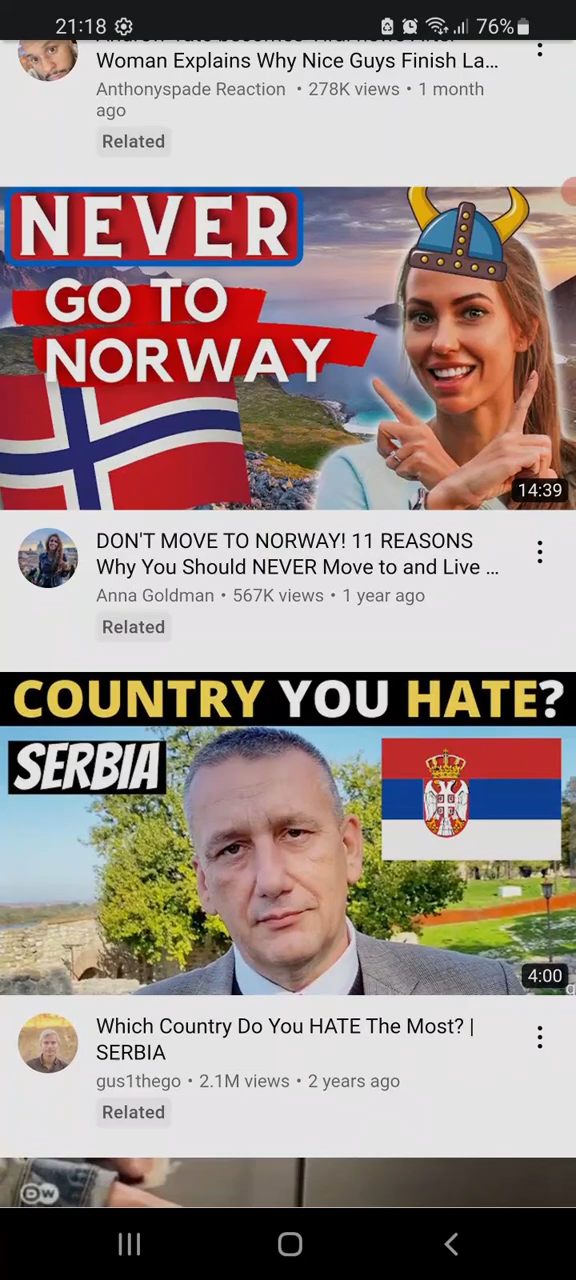 21:18
76%
Woman Explains Why Nice Guys Finish La...
Anthonyspade Reaction • 278K views • 1 month
ago
Related
NEVER
GO TO
NORWAY
14:39
DON'T MOVE TO NORWAY! 11 REASONS
Why You Should NEVER Move to and Live ...
Anna Goldman • 567K views • 1 year ago
Related
COUNTRY YOU HATE?
SERBIA
4:00
Which Country Do You HATE The Most? |
SERBIA
gus1thego • 2.1M views • 2 years ago
Related
DW